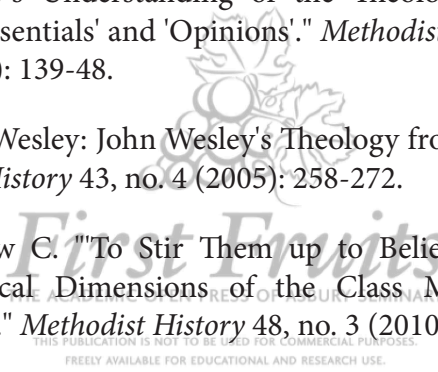 s Understanding of the Theolo
sentials' and 'Opinions'." Methodist
): 139-48.
Wesley: John Wesley's Theology fro
History 43, no. 4 (2005): 258-272.
w C. "'To Stir Them up to Belie
First Fruits
cal Dimensions of the Class M
THE ACADEMIC OPEN PRESS OF ASBURY SEMINAR
." Methodist History 48, no. 3 (2010
THIS PUBLICATION IS NOT TO BE USED FOR COMMERCIAL PURPOSES.
FREELY AVAILABLE FOR EDUCATIONAL AND RESEARCH USE.